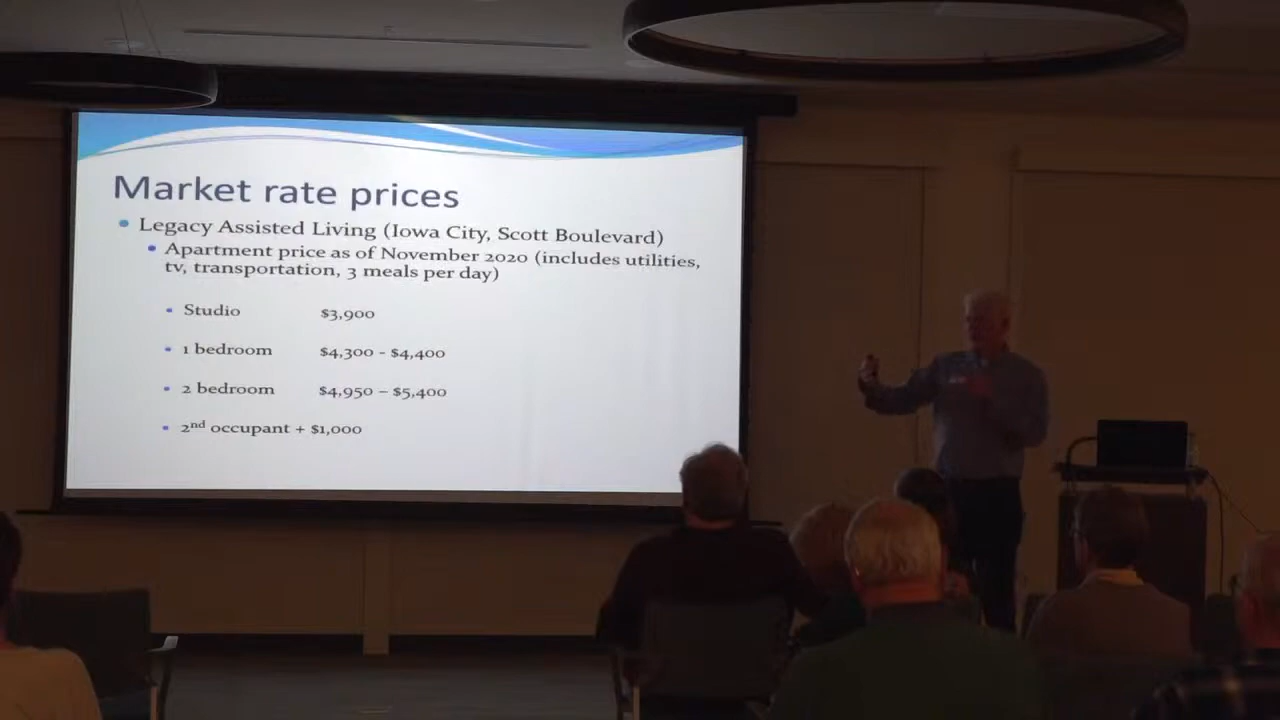 Market rate prices
Legacy Assisted Living (Iowa City, Scott Boulevard)
Apartment price as of November 2020 (includes utilities,
tv, transportation, 3 meals per day)
Studio $3,900
1 bedroom $4,300 - $4,400
2 bedroom $4,950 – $5,400
2nd occupant + $1,000